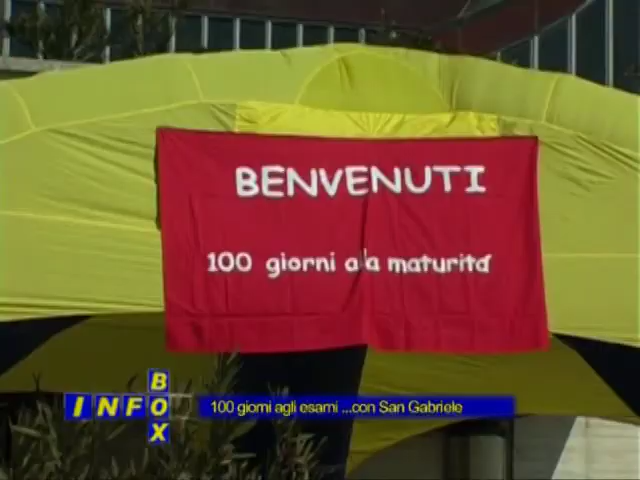 BENVENUTI
100 giorni alla maturità
INFO
BOX
100 giorni agli esami ...con San Gabriele